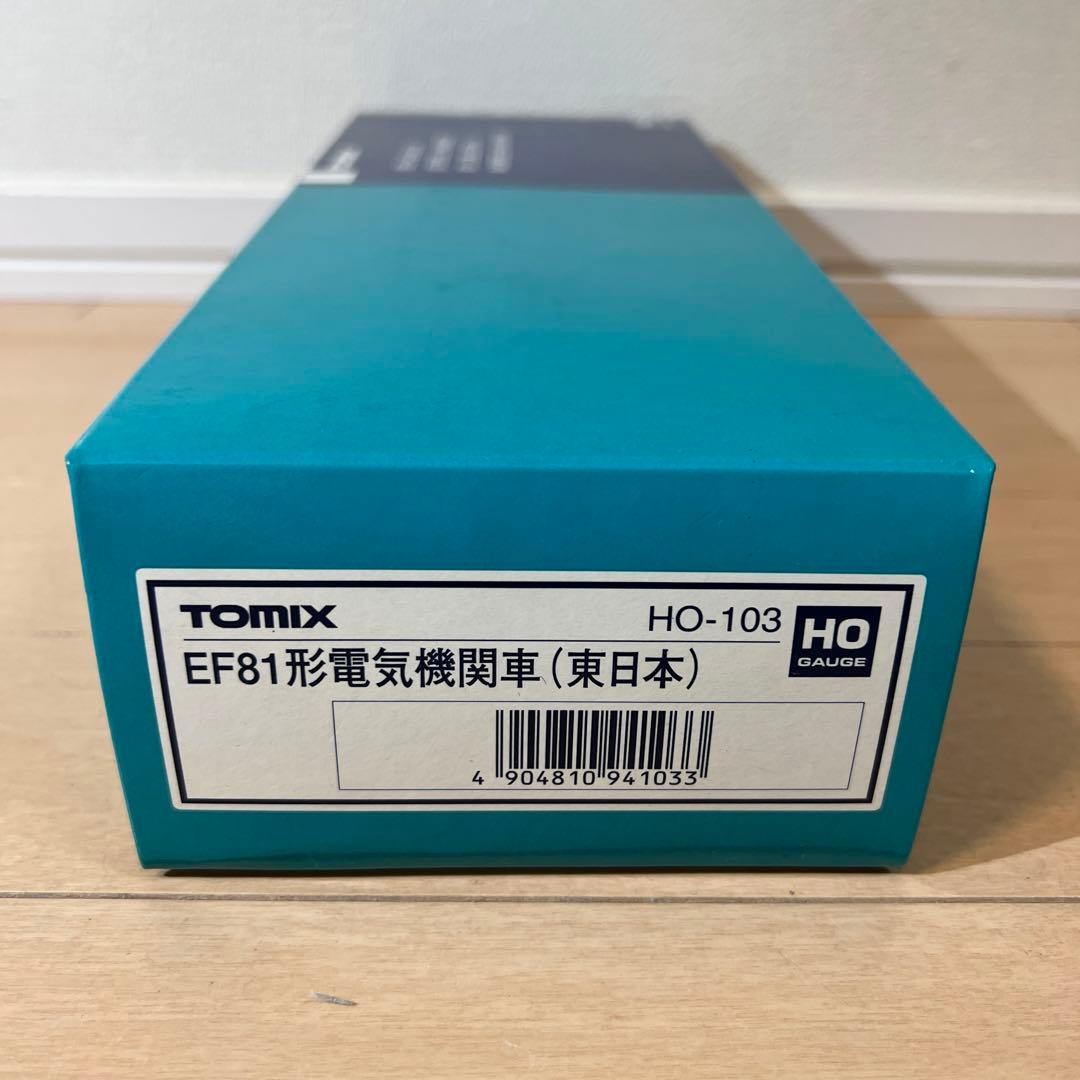 TOMIX HO-103 HO
GAUGE
EF81形電気機関車(東日本)
4 904810 941033